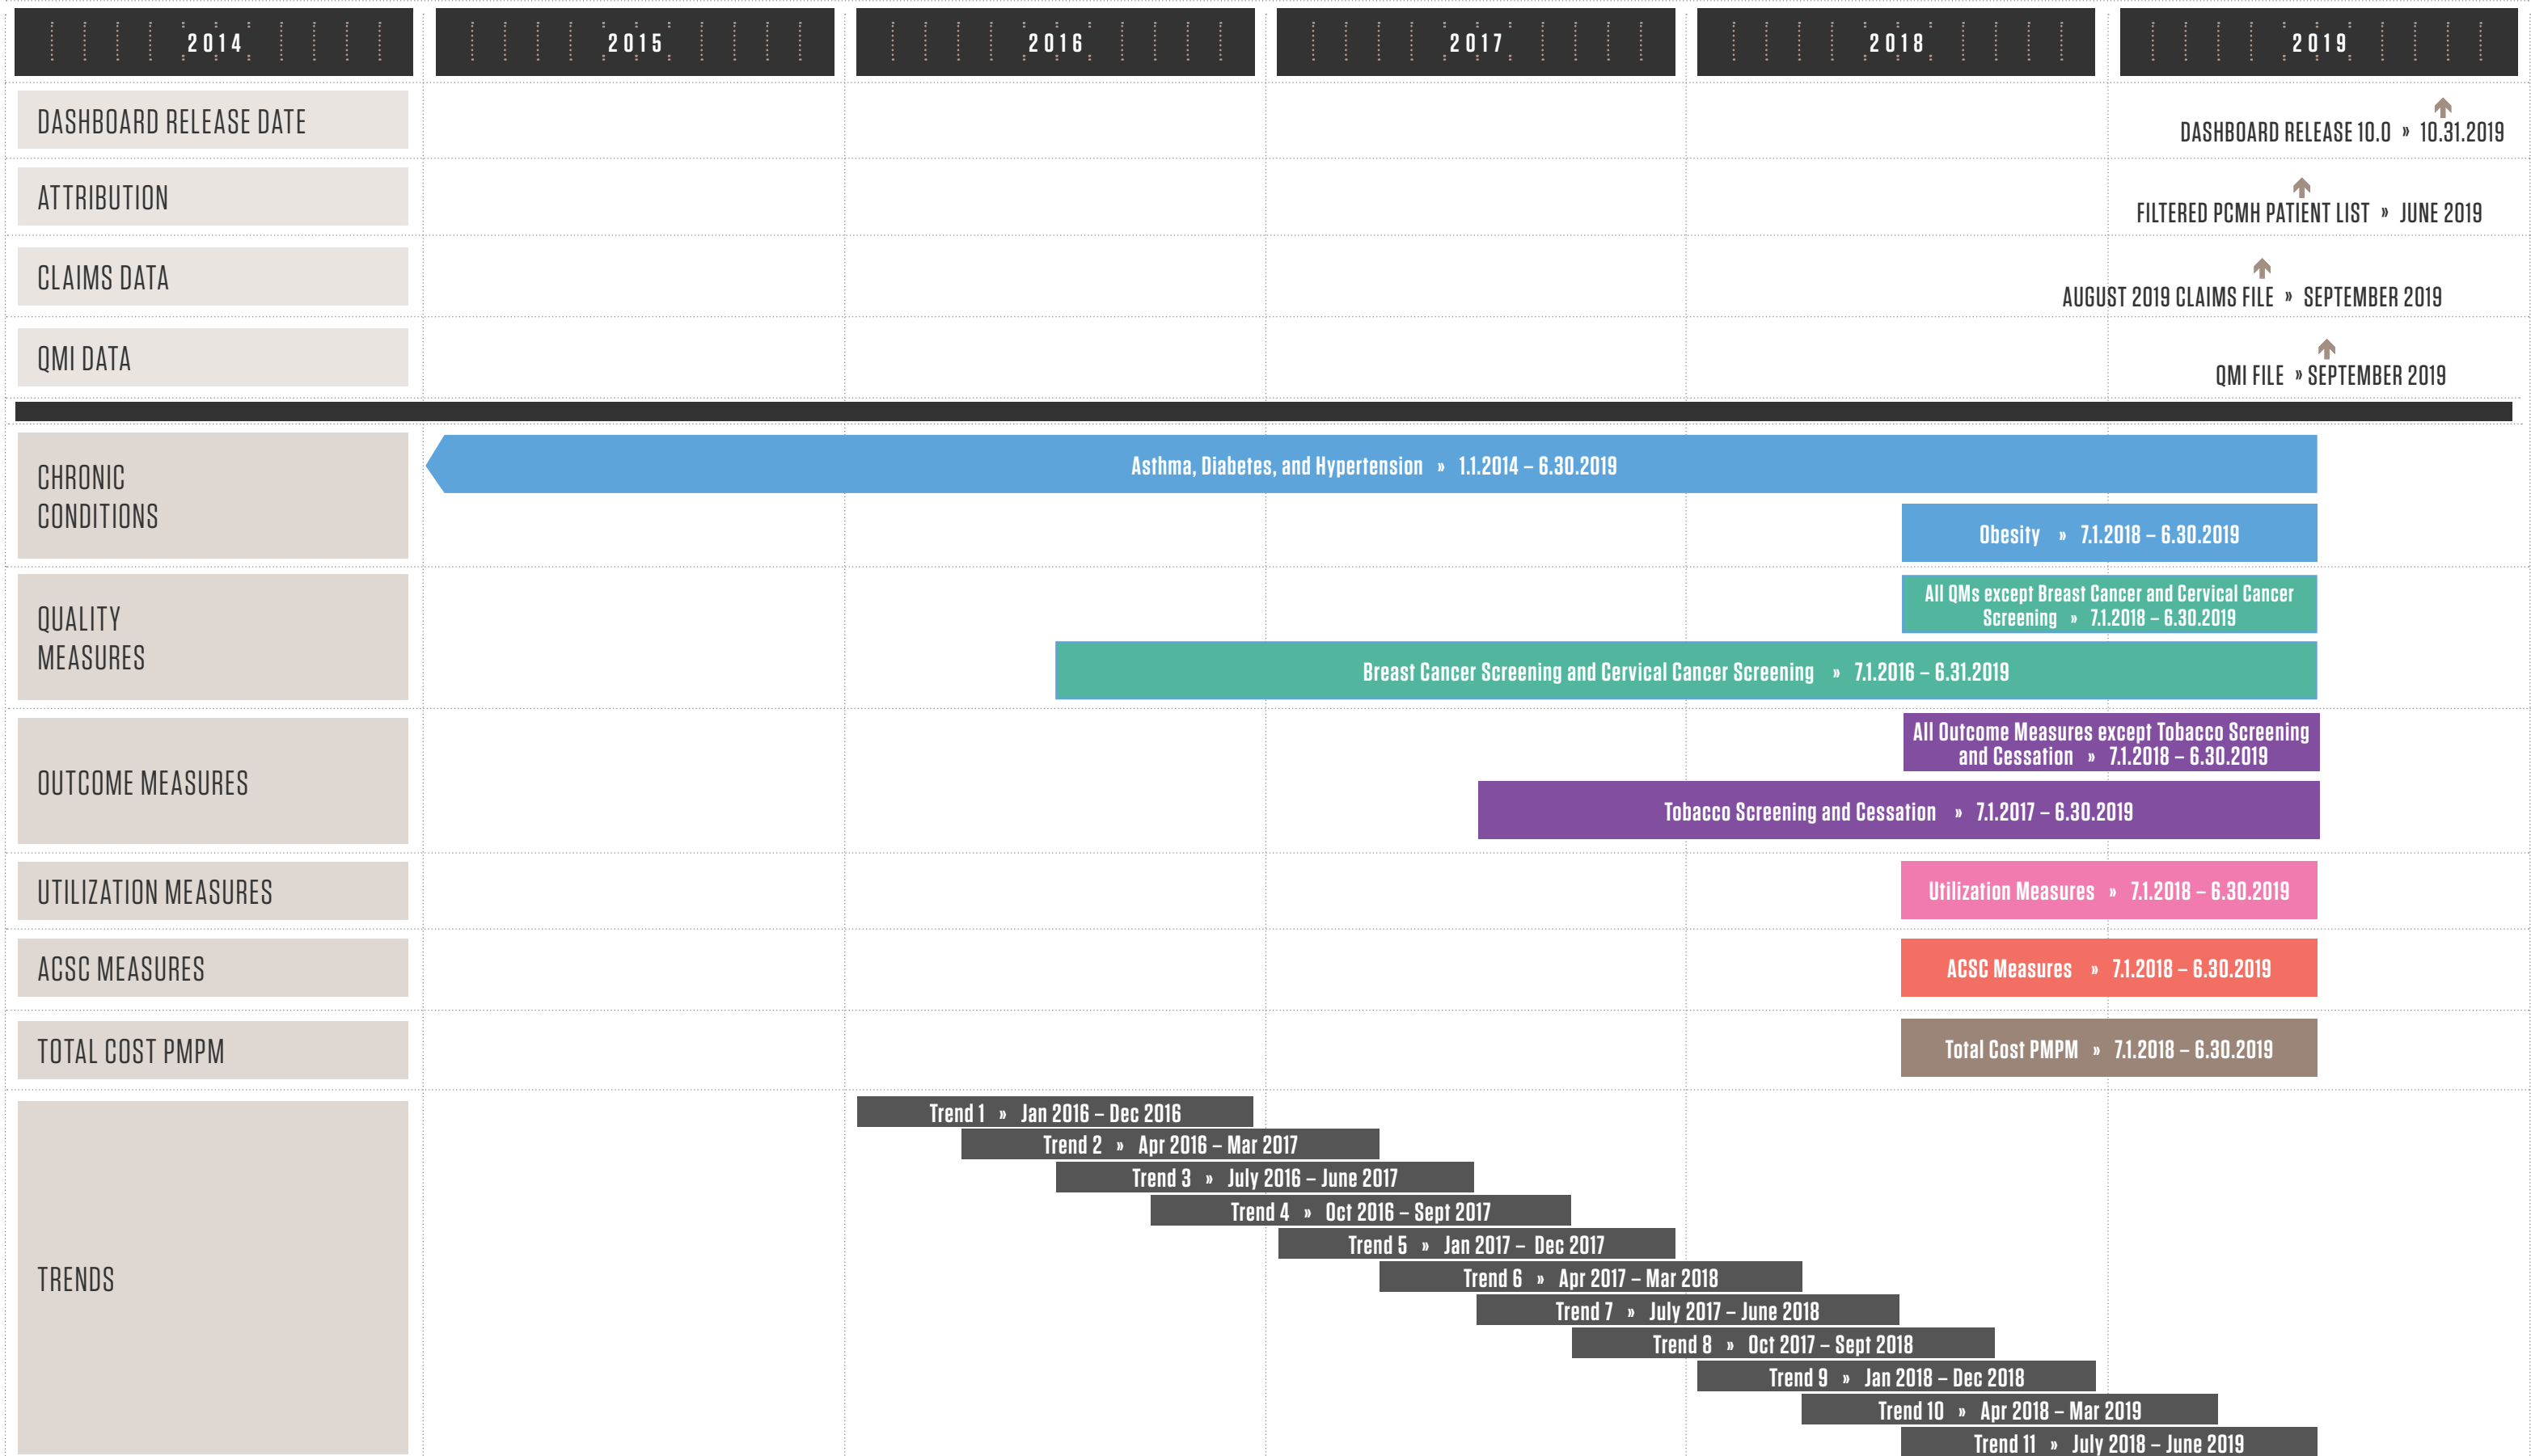 2014 2015 2016 2017 2018 2019
DASHBOARD RELEASE DATE
DASHBOARD RELEASE 10.0 » 10.31.2019
ATTRIBUTION
FILTERED PCMH PATIENT LIST » JUNE 2019
CLAIMS DATA
AUGUST 2019 CLAIMS FILE » SEPTEMBER 2019
QMI DATA
QMI FILE » SEPTEMBER 2019
CHRONIC
CONDITIONS
Asthma, Diabetes, and Hypertension » 1.1.2014 – 6.30.2019
Obesity » 7.1.2018 – 6.30.2019
QUALITY
MEASURES
All QMs except Breast Cancer and Cervical Cancer
Screening » 7.1.2018 – 6.30.2019
Breast Cancer Screening and Cervical Cancer Screening » 7.1.2016 – 6.31.2019
OUTCOME MEASURES
All Outcome Measures except Tobacco Screening
and Cessation » 7.1.2018 – 6.30.2019
Tobacco Screening and Cessation » 7.1.2017 – 6.30.2019
UTILIZATION MEASURES
Utilization Measures » 7.1.2018 – 6.30.2019
ACSC MEASURES
ACSC Measures » 7.1.2018 – 6.30.2019
TOTAL COST PMPM
Total Cost PMPM » 7.1.2018 – 6.30.2019
TRENDS
Trend 1 » Jan 2016 – Dec 2016
Trend 2 » Apr 2016 – Mar 2017
Trend 3 » July 2016 – June 2017
Trend 4 » Oct 2016 – Sept 2017
Trend 5 » Jan 2017 – Dec 2017
Trend 6 » Apr 2017 – Mar 2018
Trend 7 » July 2017 – June 2018
Trend 8 » Oct 2017 – Sept 2018
Trend 9 » Jan 2018 – Dec 2018
Trend 10 » Apr 2018 – Mar 2019
Trend 11 » July 2018 – June 2019